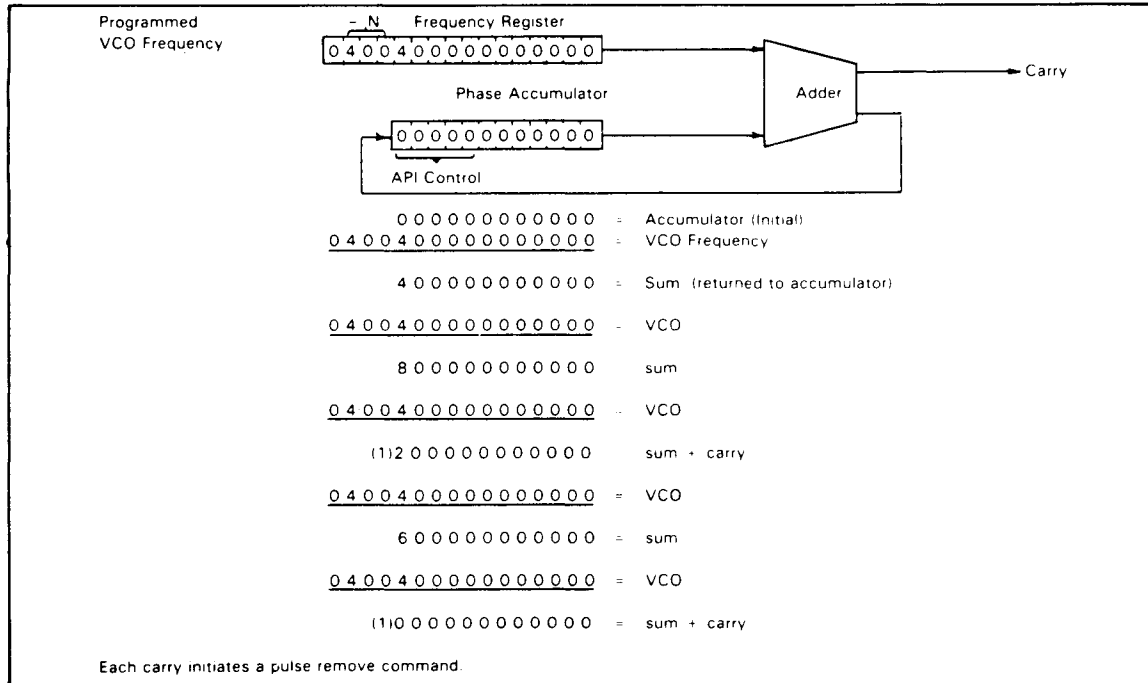 Programmed
VCO Frequency
÷ N Frequency Register
0 4 0 0 4 0 0 0 0 0 0 0 0 0 0 0
Carry
Phase Accumulator
Adder
0 0 0 0 0 0 0 0 0 0 0 0
API Control
0 0 0 0 0 0 0 0 0 0 0 0 = Accumulator (Initial)
0 4 0 0 4 0 0 0 0 0 0 0 0 0 0 0 = VCO Frequency
4 0 0 0 0 0 0 0 0 0 0 0 = Sum (returned to accumulator)
0 4 0 0 4 0 0 0 0 0 0 0 0 0 0 0 = VCO
8 0 0 0 0 0 0 0 0 0 0 0 sum
0 4 0 0 4 0 0 0 0 0 0 0 0 0 0 0 = VCO
(1)2 0 0 0 0 0 0 0 0 0 0 0 sum + carry
0 4 0 0 4 0 0 0 0 0 0 0 0 0 0 0 = VCO
6 0 0 0 0 0 0 0 0 0 0 0 = sum
0 4 0 0 4 0 0 0 0 0 0 0 0 0 0 0 = VCO
(1)0 0 0 0 0 0 0 0 0 0 0 0 = sum + carry
Each carry initiates a pulse remove command.